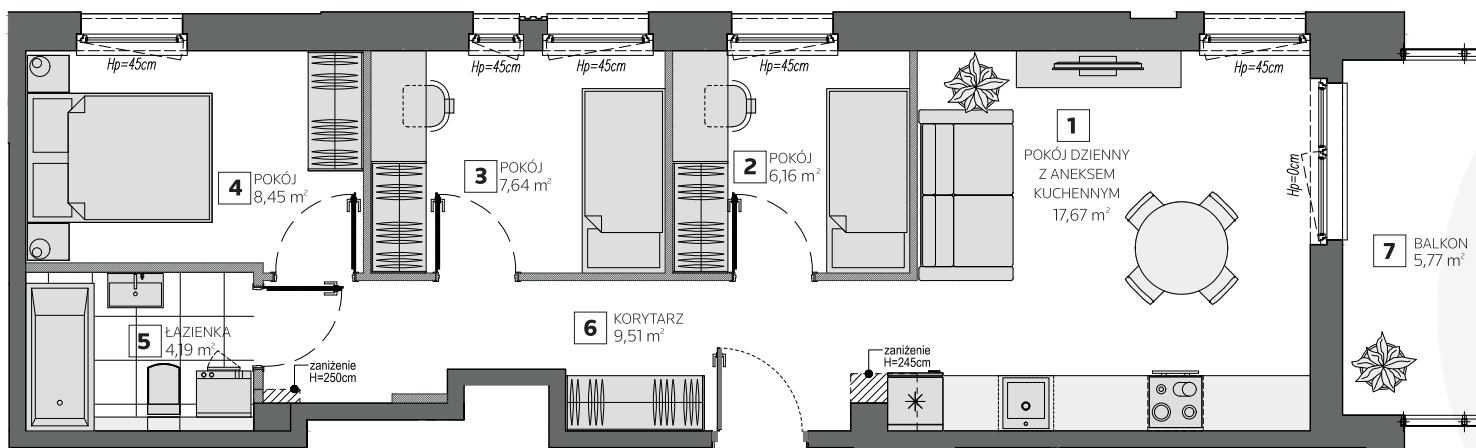 Hp=45cm
Hp=45cm
Hp=45cm
Hp=45cm
Hp=45cm
4
POKÓJ
8,45 m²
3
POKÓJ
7,64 m²
2
POKÓJ
6,16 m²
1
POKÓJ DZIENNY
Z ANEKSEM
KUCHENNYM
17,67 m²
Hp=0cm
7
BALKON
5,77 m²
5
ŁAZIENKA
4,19 m²
6
KORYTARZ
9,51 m²
zaniżenie
H=250cm
zaniżenie
H=245cm